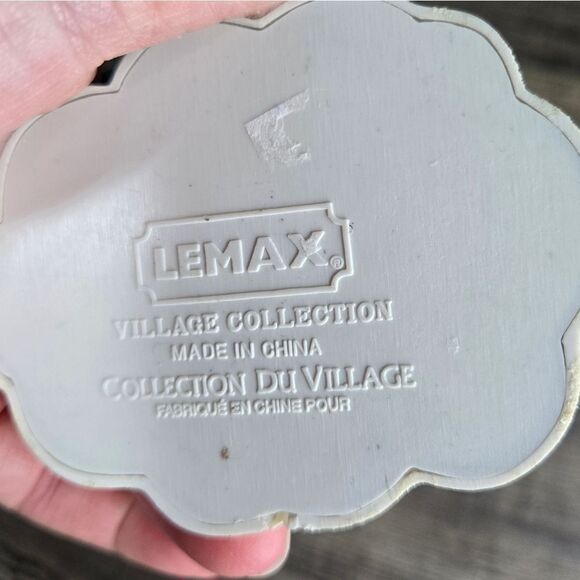 LEMAX®
VILLAGE COLLECTION
MADE IN CHINA
COLLECTION DU VILLAGE
FABRIQUÉ EN CHINE POUR